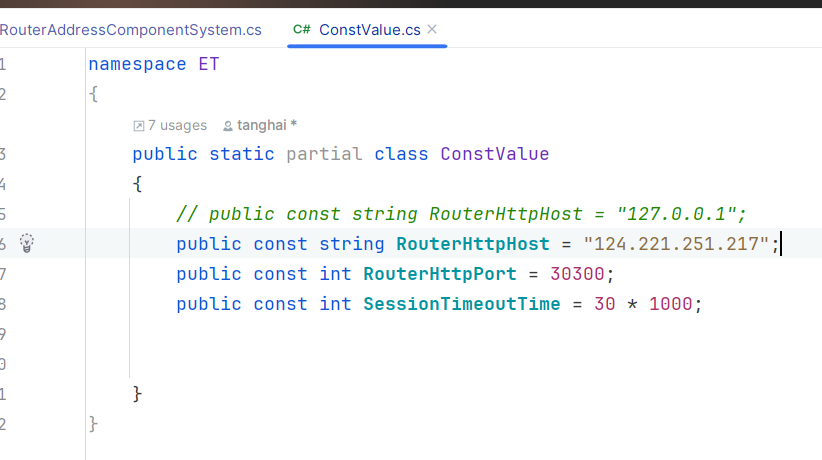 RouterAddressComponentSystem.cs C# ConstValue.cs
1 namespace ET
2 {
7 usages tanghai *
3 public static partial class ConstValue
4 {
5 // public const string RouterHttpHost = "127.0.0.1";
6 public const string RouterHttpHost = "124.221.251.217";
7 public const int RouterHttpPort = 30300;
8 public const int SessionTimeoutTime = 30 * 1000;
9
0
1 }
2 }